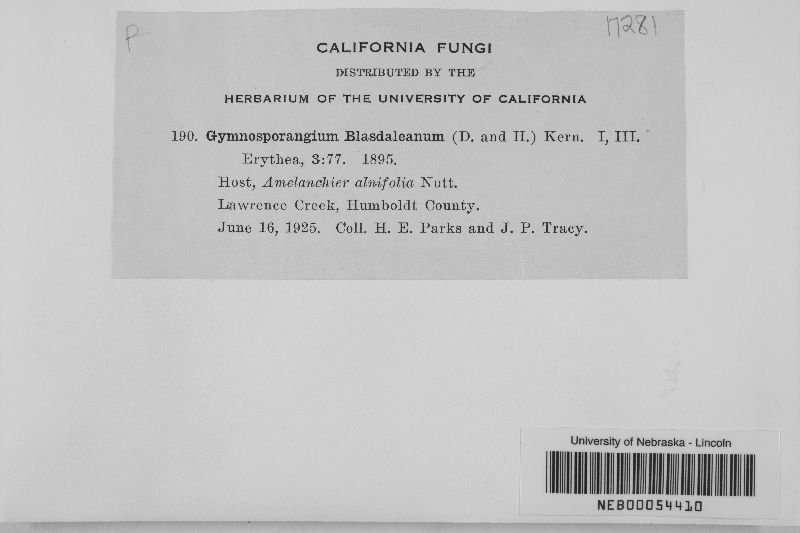 P
17281
CALIFORNIA FUNGI
DISTRIBUTED BY THE
HERBARIUM OF THE UNIVERSITY OF CALIFORNIA
190. Gymnosporangium Blasdaleanum (D. and H.) Kern. I, III.
Erythea, 3:77. 1895.
Host, Amelanchier alnifolia Nutt.
Lawrence Creek, Humboldt County.
June 16, 1925. Coll. H. E. Parks and J. P. Tracy.
University of Nebraska - Lincoln
NEB00054410